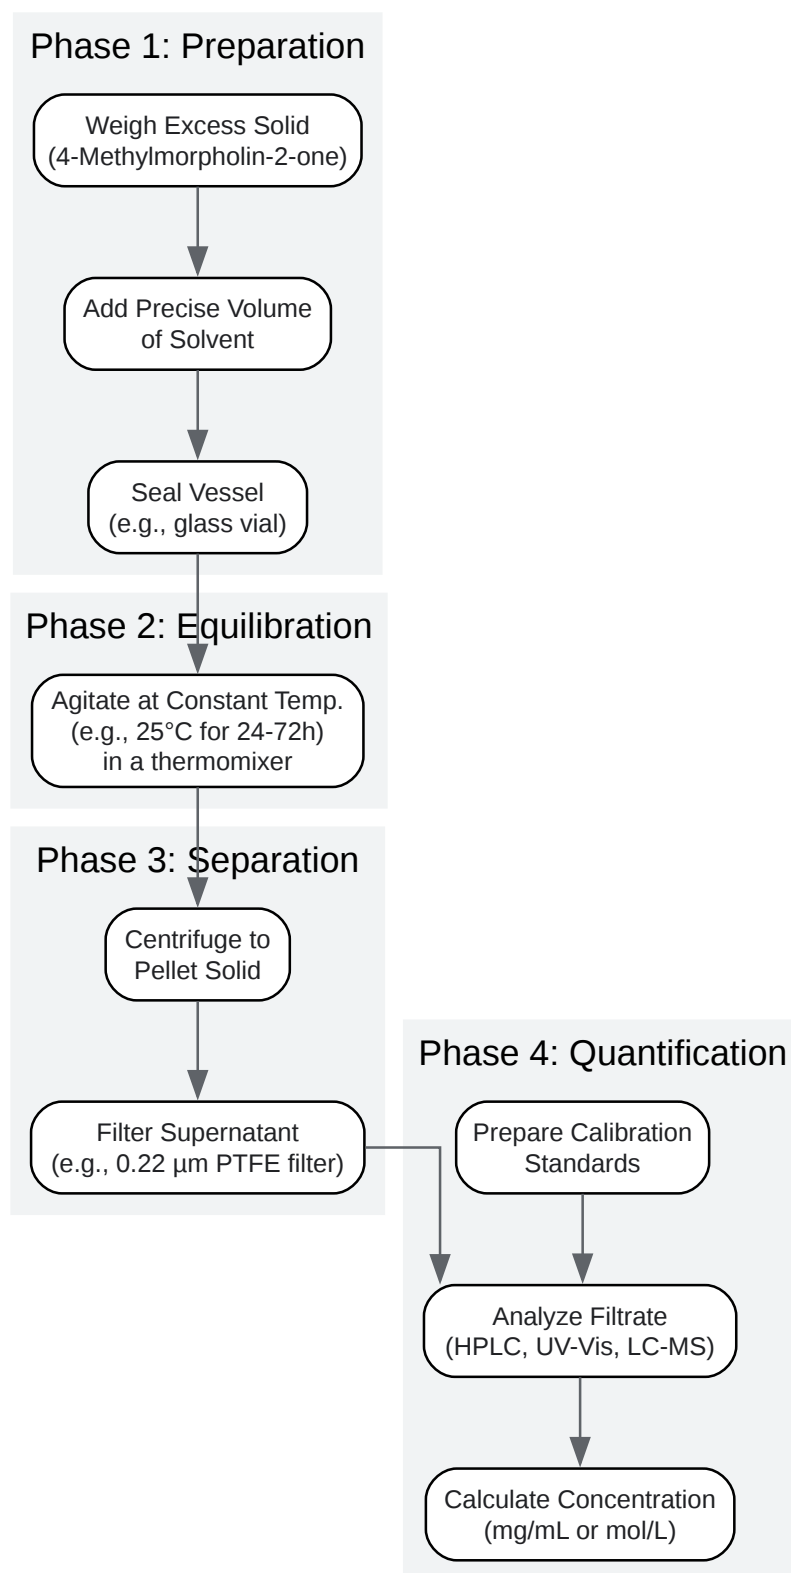 Phase 1: Preparation
Weigh Excess Solid
(4-Methylmorpholin-2-one)
Add Precise Volume
of Solvent
Seal Vessel
(e.g., glass vial)
Phase 2: Equilibration
Agitate at Constant Temp.
(e.g., 25°C for 24-72h)
in a thermomixer
Phase 3: Separation
Centrifuge to
Pellet Solid
Filter Supernatant
(e.g., 0.22 µm PTFE filter)
Phase 4: Quantification
Prepare Calibration
Standards
Analyze Filtrate
(HPLC, UV-Vis, LC-MS)
Calculate Concentration
(mg/mL or mol/L)